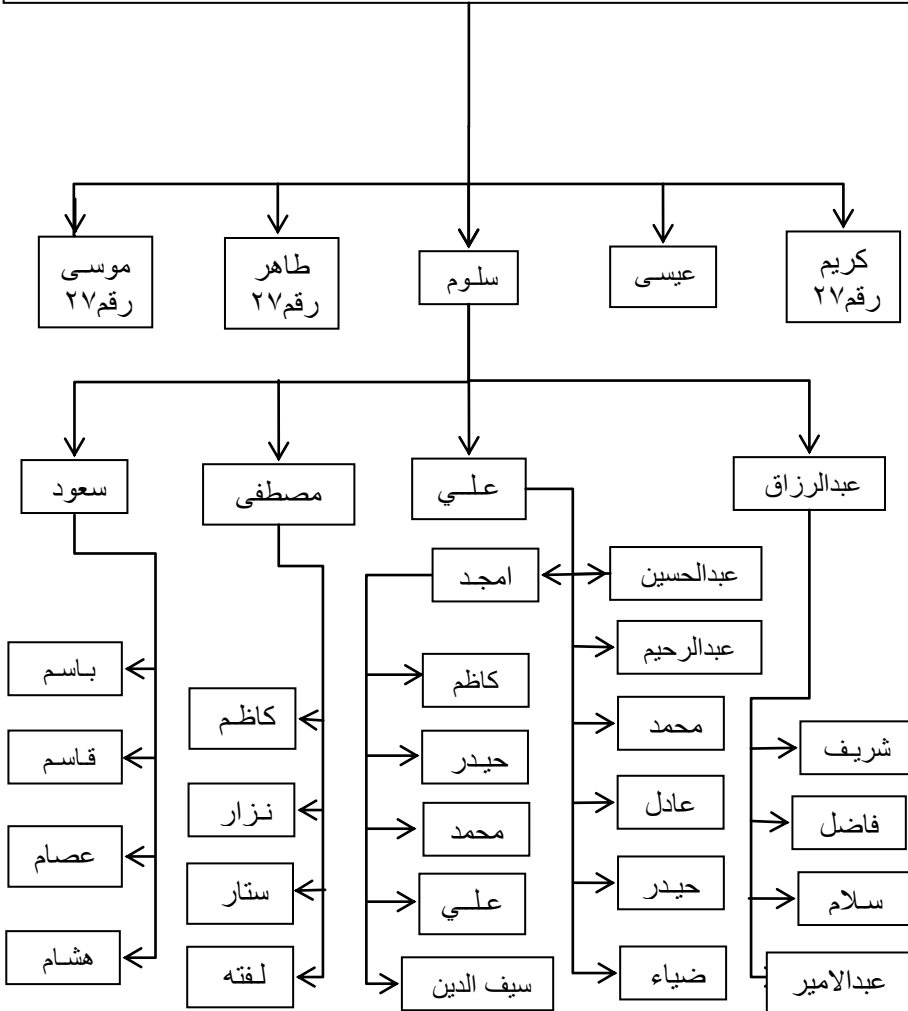 كريم
رقم٢٧
عيسى
سلوم
طاهر
رقم٢٧
موسى
رقم٢٧
عبدالرزاق
علي
مصطفى
سعود
عبدالحسين
امجد
عبدالرحيم
محمد
عادل
حيدر
ضياء
شريف
فاضل
سلام
عبدالامير
كاظم
حيدر
محمد
علي
سيف الدين
كاظم
نزار
ستار
لفته
باسم
قاسم
عصام
هشام